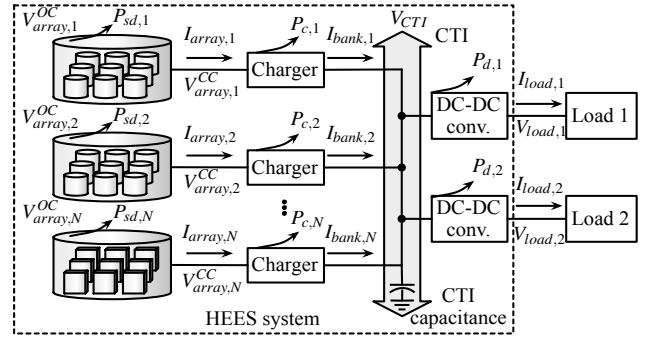 V_{array,1}^{OC} P_{sd,1} I_{array,1} P_{c,1} I_{bank,1} V_{CTI} CTI
Charger
V_{array,1}^{CC}
P_{d,1} I_{load,1}
DC-DC conv. Load 1
V_{load,1}
V_{array,2}^{OC} P_{sd,2} I_{array,2} P_{c,2} I_{bank,2}
Charger
V_{array,2}^{CC}
P_{d,2} I_{load,2}
DC-DC conv. Load 2
V_{load,2}
V_{array,N}^{OC} P_{sd,N} I_{array,N} P_{c,N} I_{bank,N}
Charger
V_{array,N}^{CC}
CTI
capacitance
HEES system